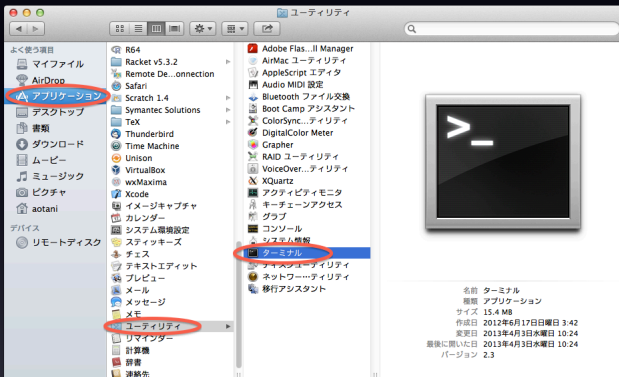 ユーティリティ
よく使う項目
マイファイル
AirDrop
アプリケーション
デスクトップ
書類
ダウンロード
ムービー
ミュージック
ピクチャ
aotani
デバイス
リモートディスク
R64
Racket v5.3.2
Remote De...onnection
Safari
Scratch 1.4
Symantec Solutions
TeX
Thunderbird
Time Machine
Unison
VirtualBox
wxMaxima
Xcode
イメージキャプチャ
カレンダー
システム環境設定
スティッキーズ
チェス
テキストエディット
プレビュー
メール
メッセージ
メモ
ユーティリティ
リマインダー
計算機
辞書
連絡先
Adobe Flas...ll Manager
AirMac ユーティリティ
AppleScript エディタ
Audio MIDI 設定
Bluetooth ファイル交換
Boot Camp アシスタント
ColorSync...ティリティ
DigitalColor Meter
Grapher
RAID ユーティリティ
VoiceOver...ィリティ
XQuartz
アクティビティモニタ
キーチェーンアクセス
グラブ
コンソール
システム情報
ターミナル
ディスクユーティリティ
ネットワー…ティリティ
移行アシスタント
>_
名前 ターミナル
種類 アプリケーション
サイズ 15.4 MB
作成日 2012年6月17日日曜日 3:42
変更日 2013年4月3日水曜日 10:24
最後に開いた日 2013年4月3日水曜日 10:24
バージョン 2.3